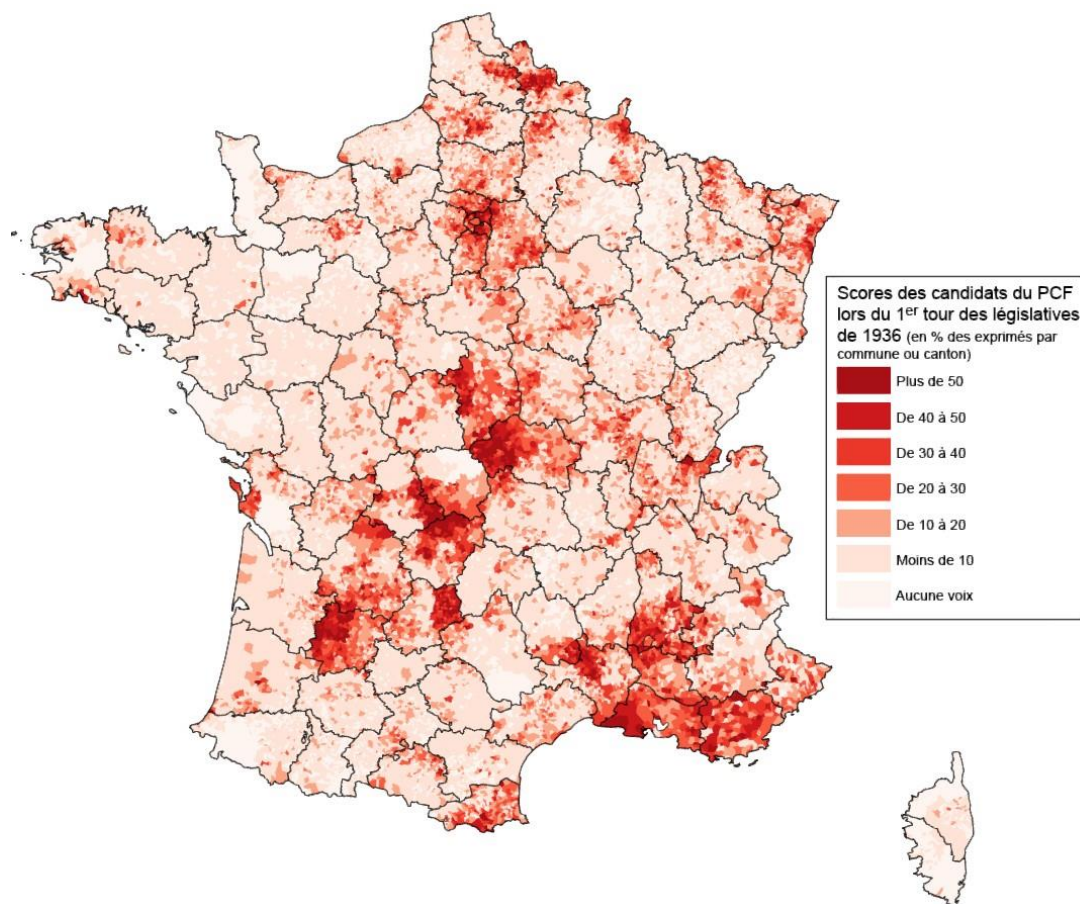 Scores des candidats du PCF
lors du 1er tour des législatives
de 1936 (en % des exprimés par
commune ou canton)
Plus de 50
De 40 à 50
De 30 à 40
De 20 à 30
De 10 à 20
Moins de 10
Aucune voix